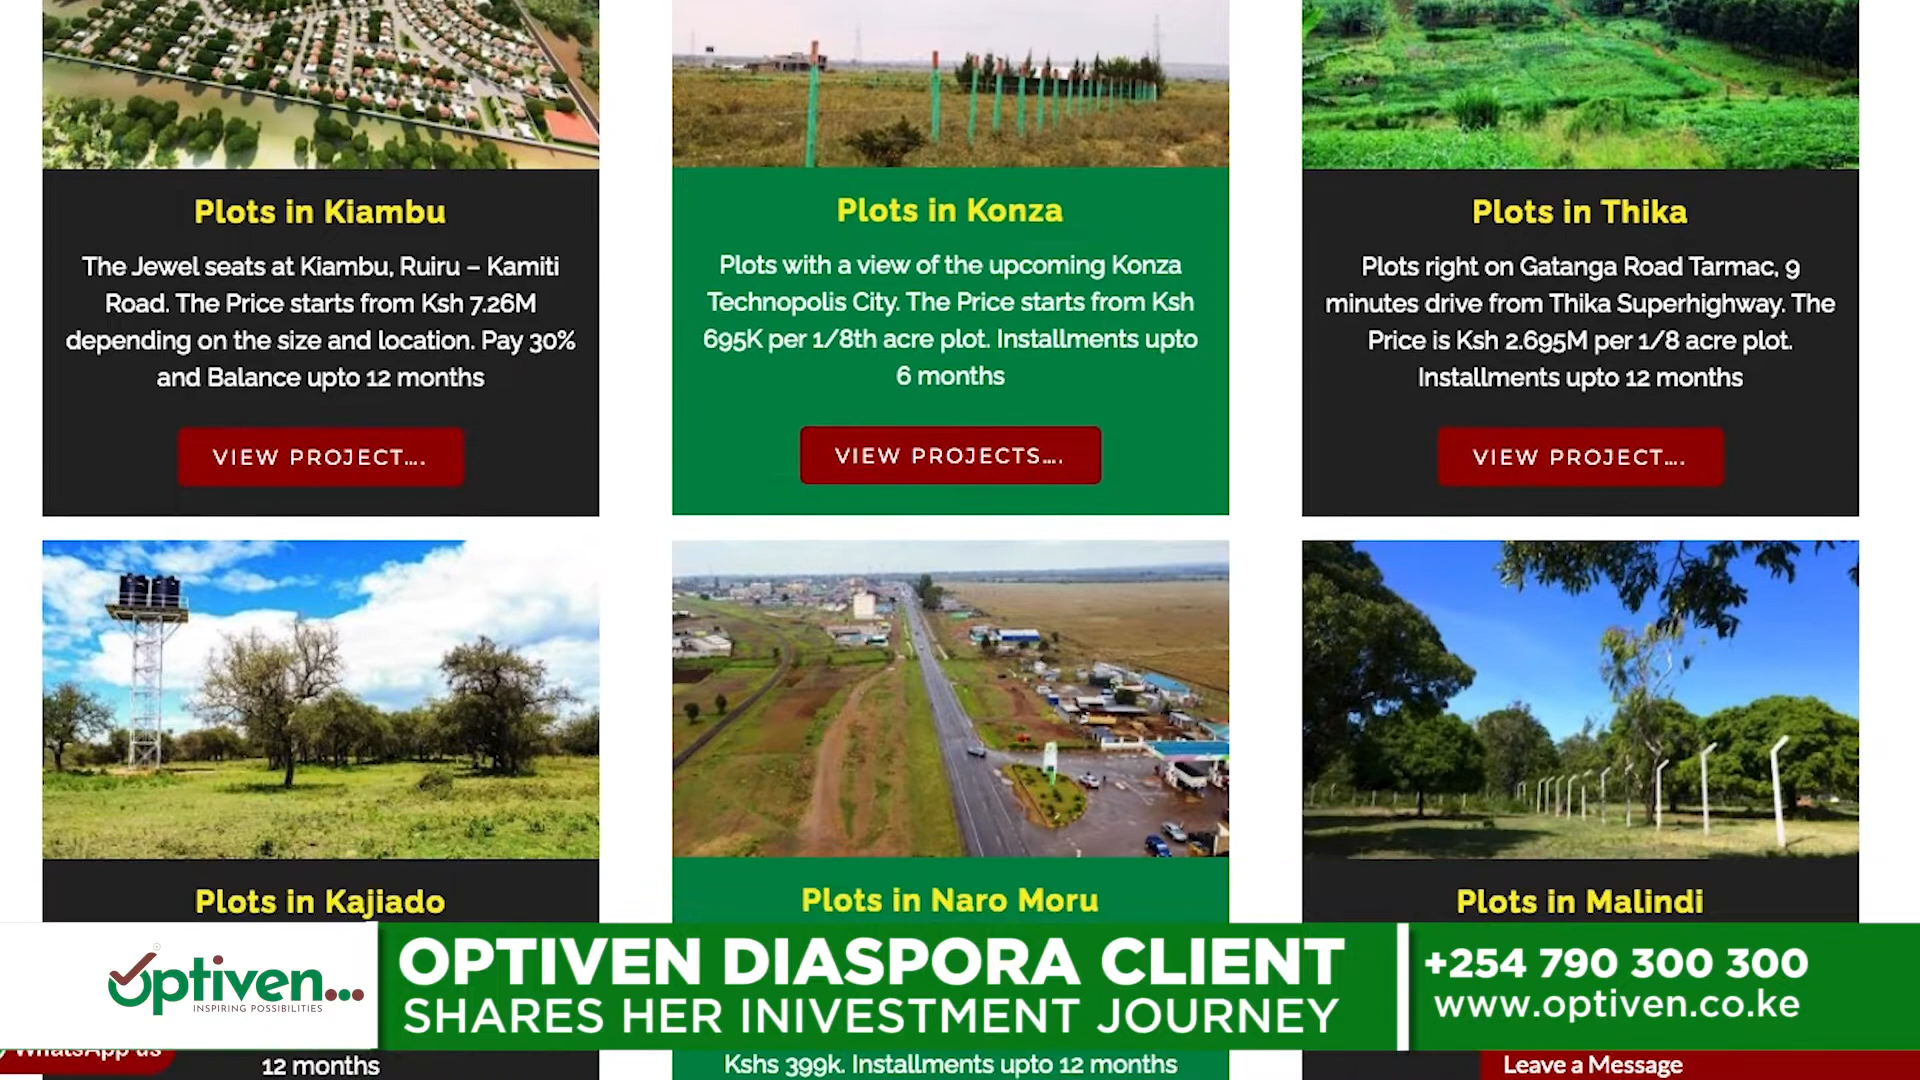 Plots in Kiambu
The Jewel seats at Kiambu, Ruiru – Kamiti
Road. The Price starts from Ksh 7.26M
depending on the size and location. Pay 30%
and Balance upto 12 months
VIEW PROJECT....
Plots in Konza
Plots with a view of the upcoming Konza
Technopolis City. The Price starts from Ksh
695K per 1/8th acre plot. Installments upto
6 months
VIEW PROJECTS....
Plots in Thika
Plots right on Gatanga Road Tarmac, 9
minutes drive from Thika Superhighway. The
Price is Ksh 2.695M per 1/8 acre plot.
Installments upto 12 months
VIEW PROJECT....
Plots in Kajiado
Plots in Naro Moru
Plots in Malindi
Optiven...
INSPIRING POSSIBILITIES
OPTIVEN DIASPORA CLIENT
SHARES HER INIVESTMENT JOURNEY
+254 790 300 300
www.optiven.co.ke
WhatsApp us
12 months
Kshs 399k. Installments upto 12 months
Leave a Message